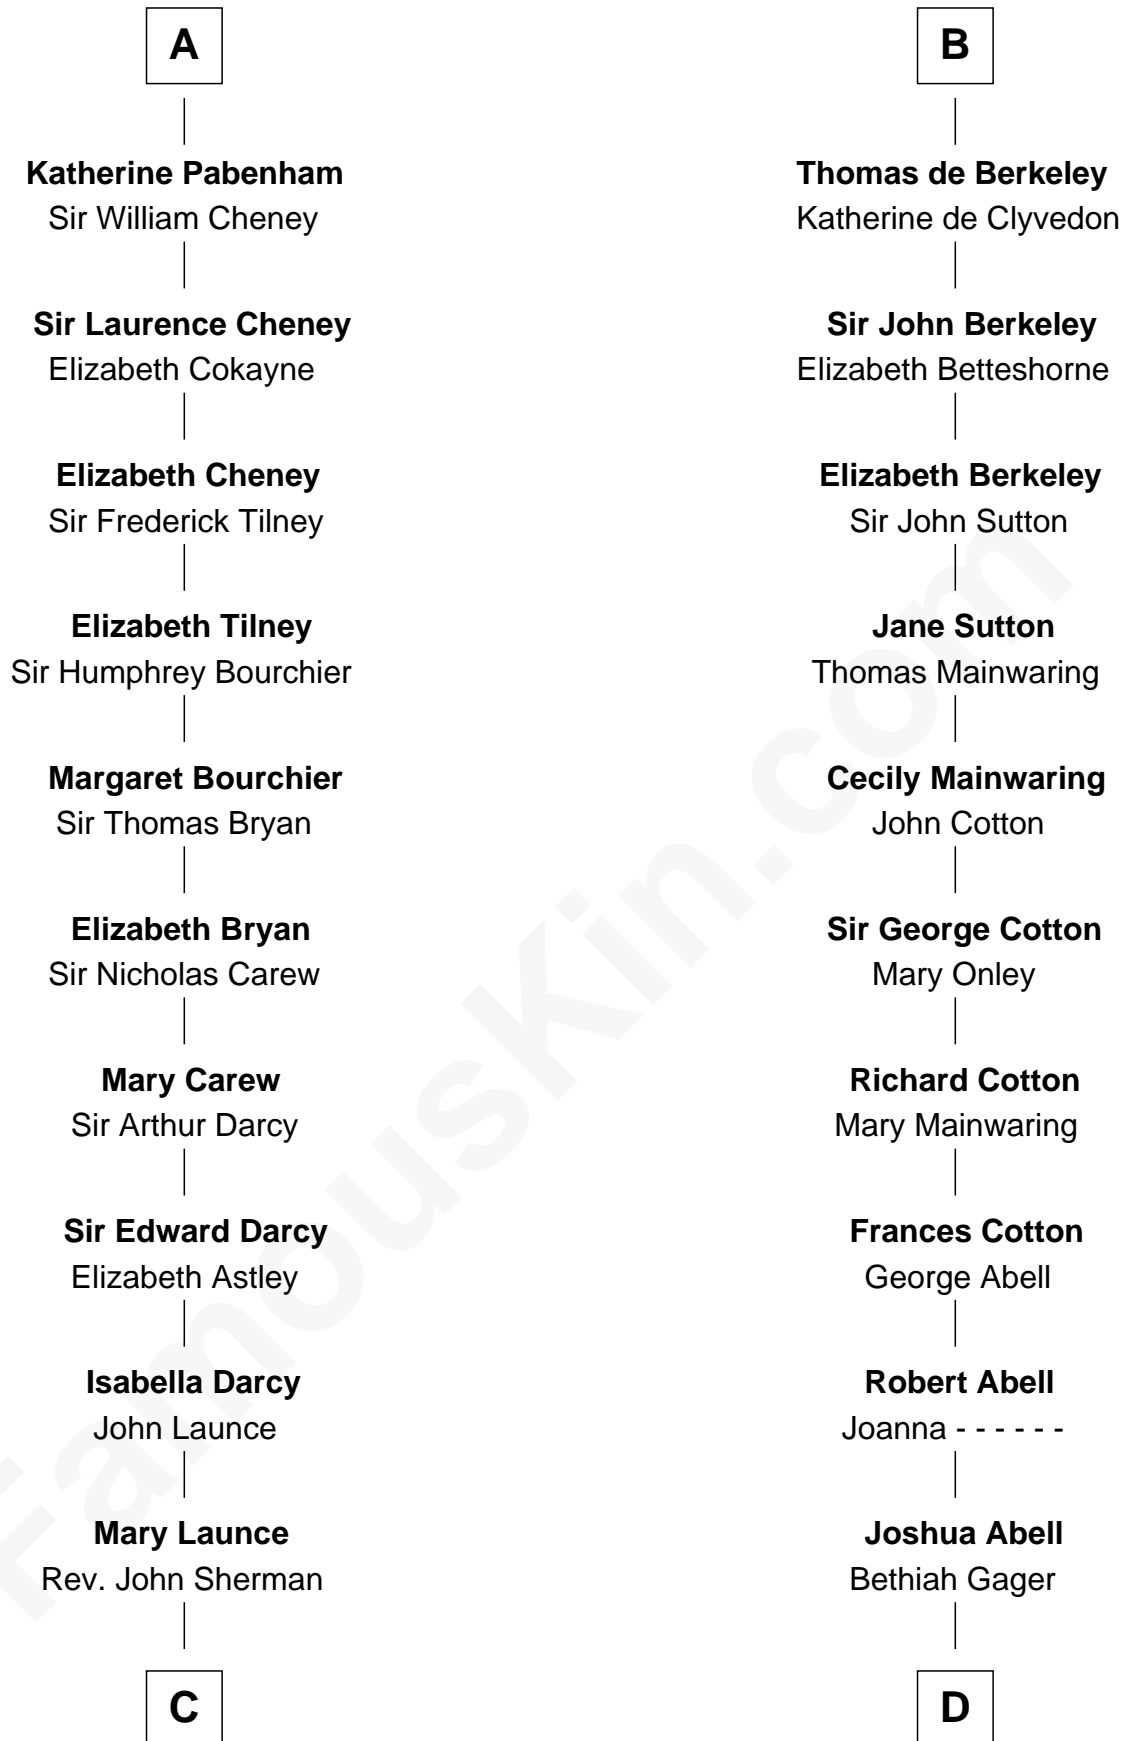 A
Katherine Pabenham
Sir William Cheney
Sir Laurence Cheney
Elizabeth Cokayne
Elizabeth Cheney
Sir Frederick Tilney
Elizabeth Tilney
Sir Humphrey Bourchier
Margaret Bourchier
Sir Thomas Bryan
Elizabeth Bryan
Sir Nicholas Carew
Mary Carew
Sir Arthur Darcy
Sir Edward Darcy
Elizabeth Astley
Isabella Darcy
John Launce
Mary Launce
Rev. John Sherman
C
B
Thomas de Berkeley
Katherine de Clyvedon
Sir John Berkeley
Elizabeth Betteshorne
Elizabeth Berkeley
Sir John Sutton
Jane Sutton
Thomas Mainwaring
Cecily Mainwaring
John Cotton
Sir George Cotton
Mary Onley
Richard Cotton
Mary Mainwaring
Frances Cotton
George Abell
Robert Abell
Joanna - - - - - -
Joshua Abell
Bethiah Gager
D
FamousKin.com